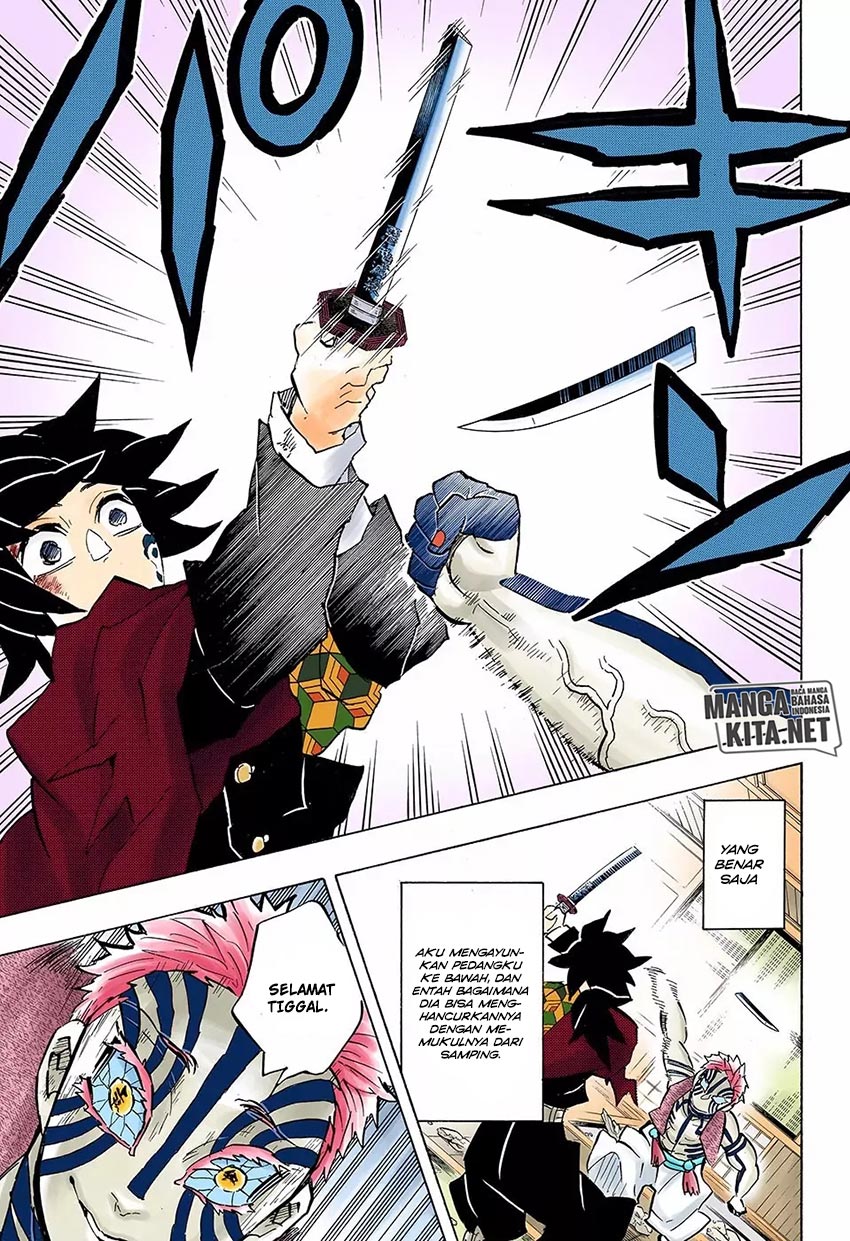 パキン
MANGA
BACA MANGA
BAHASA
INDONESIA
KITA.NET
YANG
BENAR
SAJA
AKU MENGAYUN-
KAN PEDANGKU
KE BAWAH, DAN
ENTAH BAGAIMANA
DIA BISA MENG-
HANCURKANNYA
DENGAN ME-
MUKULNYA DARI
SAMPING.
SELAMAT
TIGGAL.